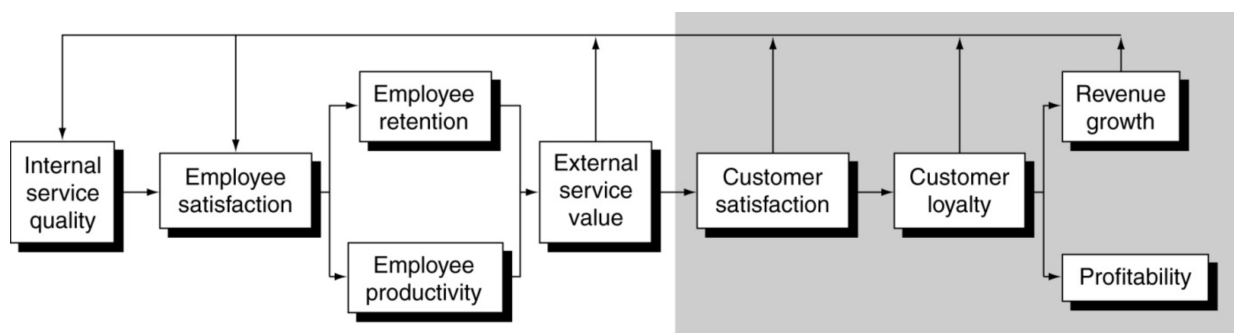 Internal
service
quality
Employee
satisfaction
Employee
retention
Employee
productivity
External
service
value
Customer
satisfaction
Customer
loyalty
Revenue
growth
Profitability